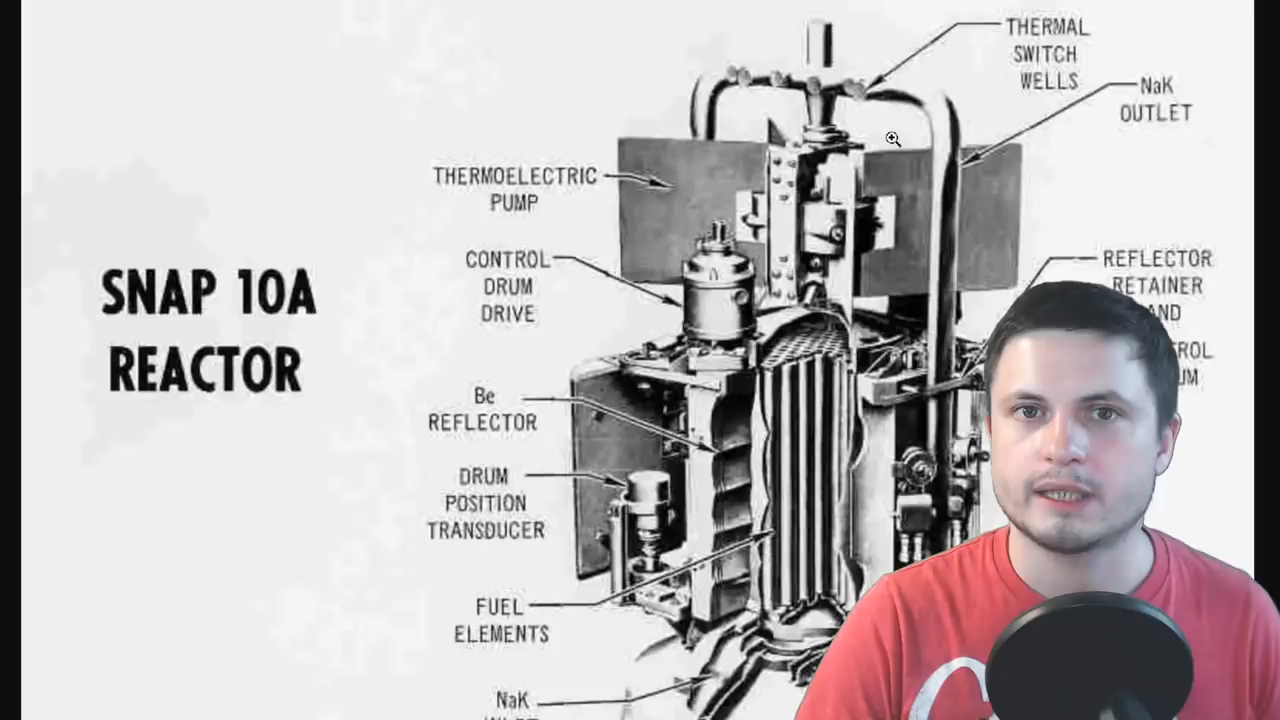 THERMAL
SWITCH
WELLS
NaK
OUTLET
THERMOELECTRIC
PUMP
CONTROL
DRUM
DRIVE
REFLECTOR
RETAINER
SNAP 10A
REACTOR
Be
REFLECTOR
DRUM
POSITION
TRANSDUCER
FUEL
ELEMENTS
NaK